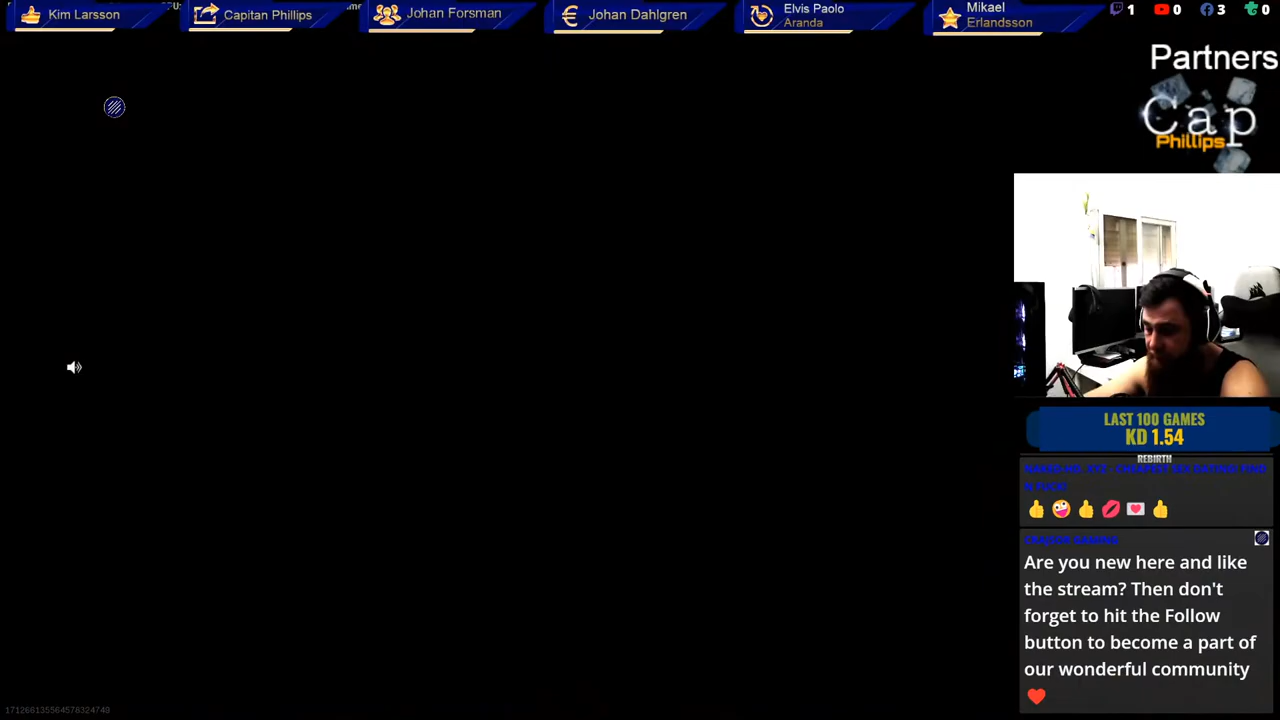 Kim Larsson
Capitan Phillips
Johan Forsman
€
Johan Dahlgren
Elvis Paolo
Aranda
Mikael
Erlandsson
1
0
3
0
Partners
Cap
Phillips
LAST 100 GAMES
KD 1.54
REBIRTH
Are you new here and like
the stream? Then don't
forget to hit the Follow
button to become a part of
our wonderful community